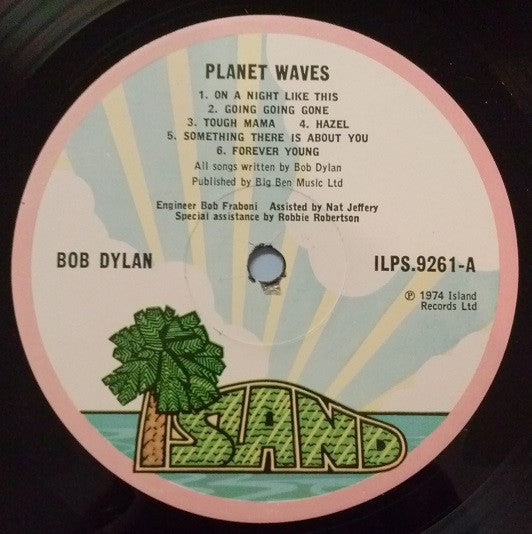 PLANET WAVES
1. ON A NIGHT LIKE THIS
2. GOING GOING GONE
3. TOUGH MAMA 4. HAZEL
5. SOMETHING THERE IS ABOUT YOU
6. FOREVER YOUNG
All songs written by Bob Dylan
Published by Big Ben Music Ltd
Engineer Bob Fraboni Assisted by Nat Jeffery
Special assistance by Robbie Robertson
BOB DYLAN
ILPS.9261-A
℗ 1974 Island
Records Ltd
ISLAND